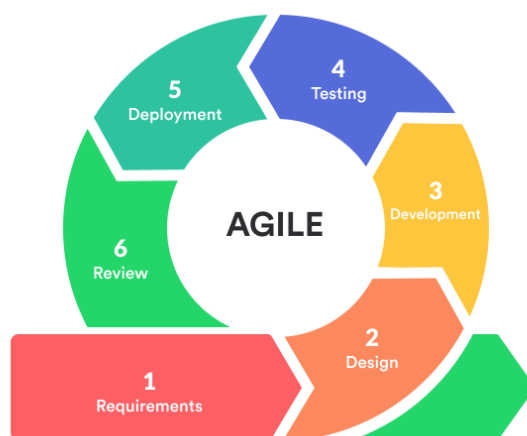 AGILE
1
Requirements
2
Design
3
Development
4
Testing
5
Deployment
6
Review